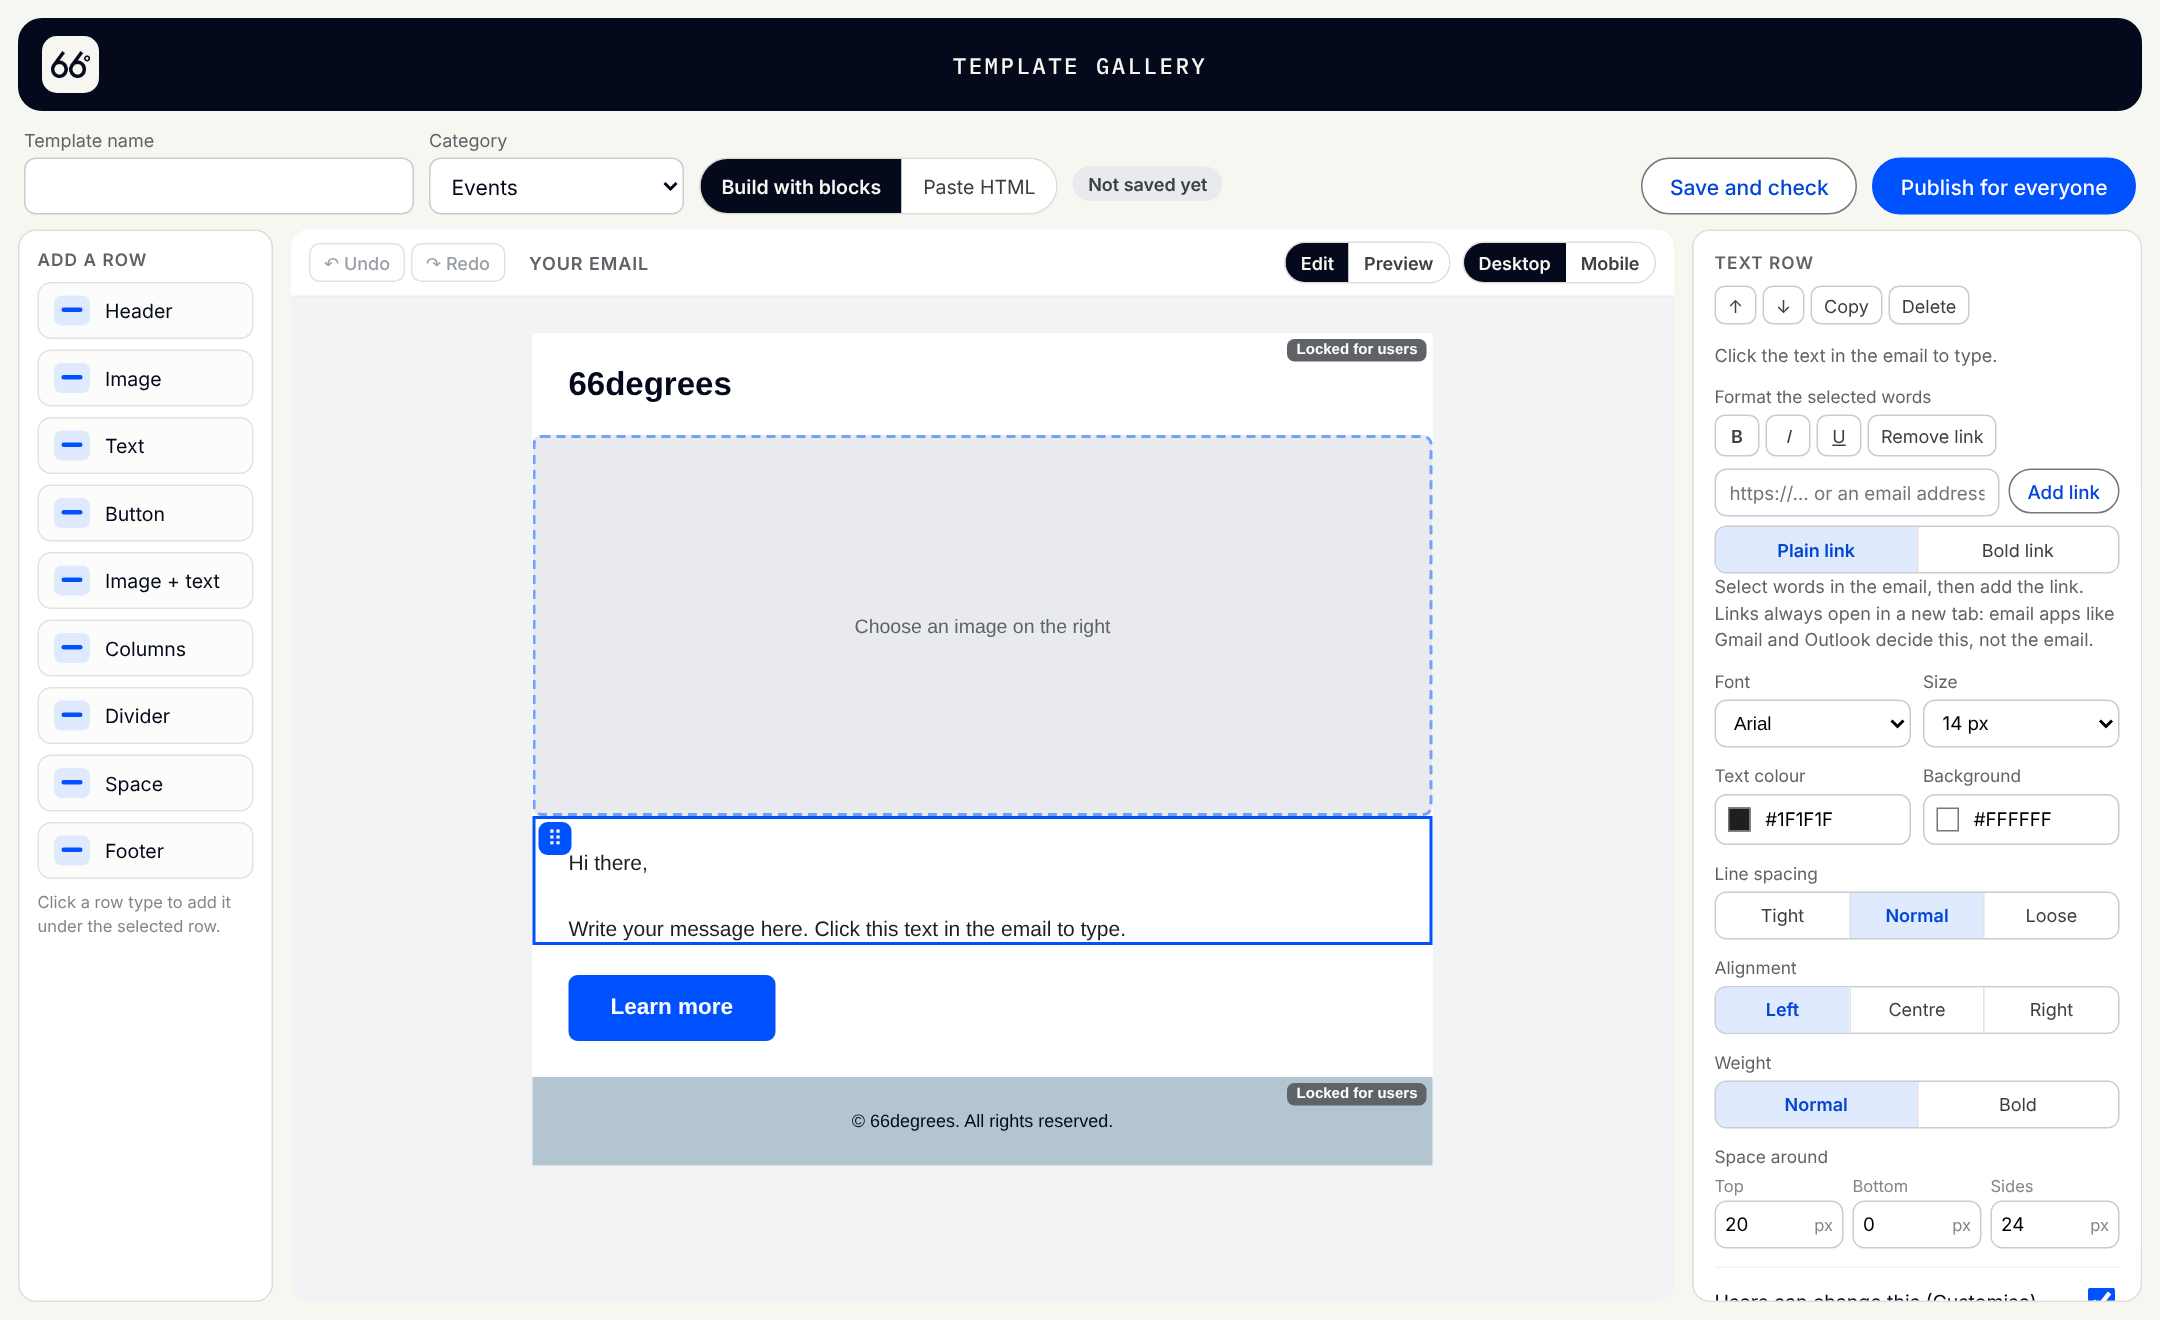 66°
TEMPLATE GALLERY
Template name
Category
Events
Build with blocks
Paste HTML
Not saved yet
Save and check
Publish for everyone
ADD A ROW
Header
Image
Text
Button
Image + text
Columns
Divider
Space
Footer
Click a row type to add it
under the selected row.
↶ Undo
↷ Redo
YOUR EMAIL
Edit
Preview
Desktop
Mobile
Locked for users
66degrees
Choose an image on the right
Hi there,
Write your message here. Click this text in the email to type.
Learn more
Locked for users
© 66degrees. All rights reserved.
TEXT ROW
↑
↓
Copy
Delete
Click the text in the email to type.
Format the selected words
B
I
U
Remove link
https://... or an email address
Add link
Plain link
Bold link
Select words in the email, then add the link.
Links always open in a new tab: email apps like
Gmail and Outlook decide this, not the email.
Font
Size
Arial
14 px
Text colour
Background
#1F1F1F
#FFFFFF
Line spacing
Tight
Normal
Loose
Alignment
Left
Centre
Right
Weight
Normal
Bold
Space around
Top
Bottom
Sides
20 px
0 px
24 px
Users can change this (Customise)